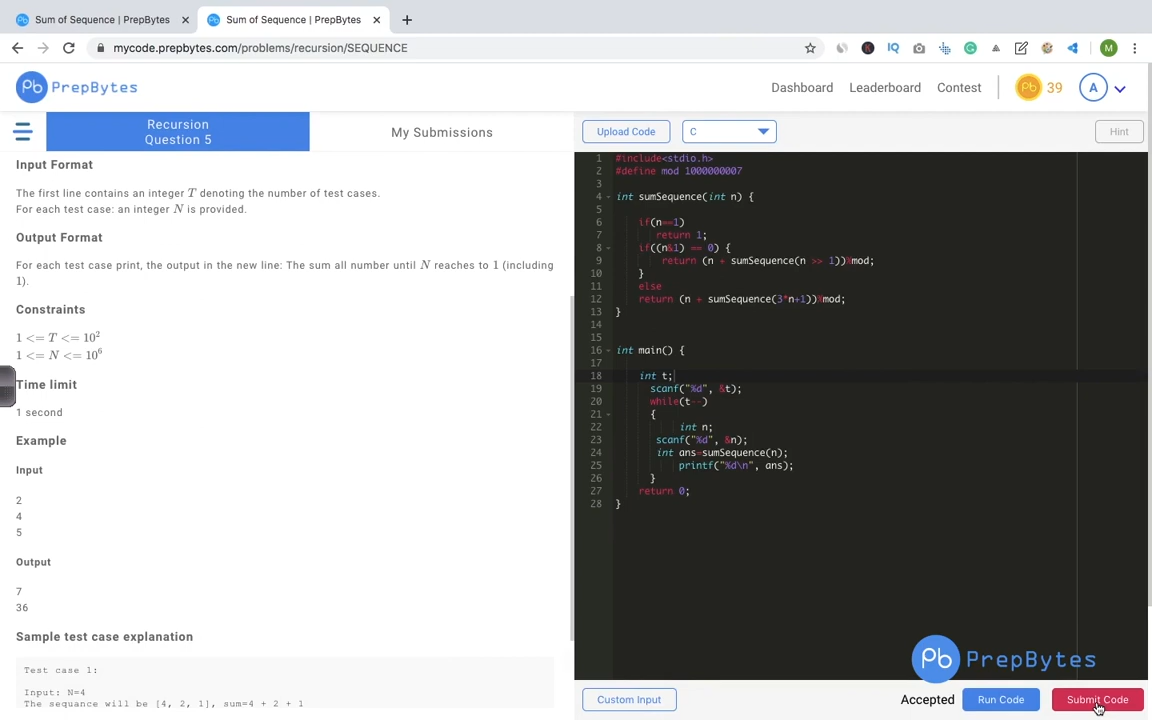 Sum of Sequence | PrepBytes
Sum of Sequence | PrepBytes
mycode.prepbytes.com/problems/recursion/SEQUENCE
IQ
M
Pb PrepBytes
Dashboard
Leaderboard
Contest
Pb 39
A
Recursion
Question 5
My Submissions
Upload Code
C
Hint
Input Format
The first line contains an integer T denoting the number of test cases.
For each test case: an integer N is provided.
Output Format
For each test case print, the output in the new line: The sum all number until N reaches to 1 (including
1).
Constraints
1 <= T <= 10²
1 <= N <= 10⁶
Time limit
1 second
Example
Input
2
4
5
Output
7
36
Sample test case explanation
Test case 1:
Input: N=4
The sequance will be [4, 2, 1], sum=4 + 2 + 1
1 #include<stdio.h>
2 #define mod 1000000007
3
4 int sumSequence(int n) {
5
6 if(n==1)
7 return 1;
8 if((n&1) == 0) {
9 return (n + sumSequence(n >> 1))%mod;
10 }
11 else
12 return (n + sumSequence(3*n+1))%mod;
13 }
14
15
16 int main() {
17
18 int t;
19 scanf("%d", &t);
20 while(t--)
21 {
22 int n;
23 scanf("%d", &n);
24 int ans=sumSequence(n);
25 printf("%d\n", ans);
26 }
27 return 0;
28 }
Pb PrepBytes
Custom Input
Accepted
Run Code
Submit Code